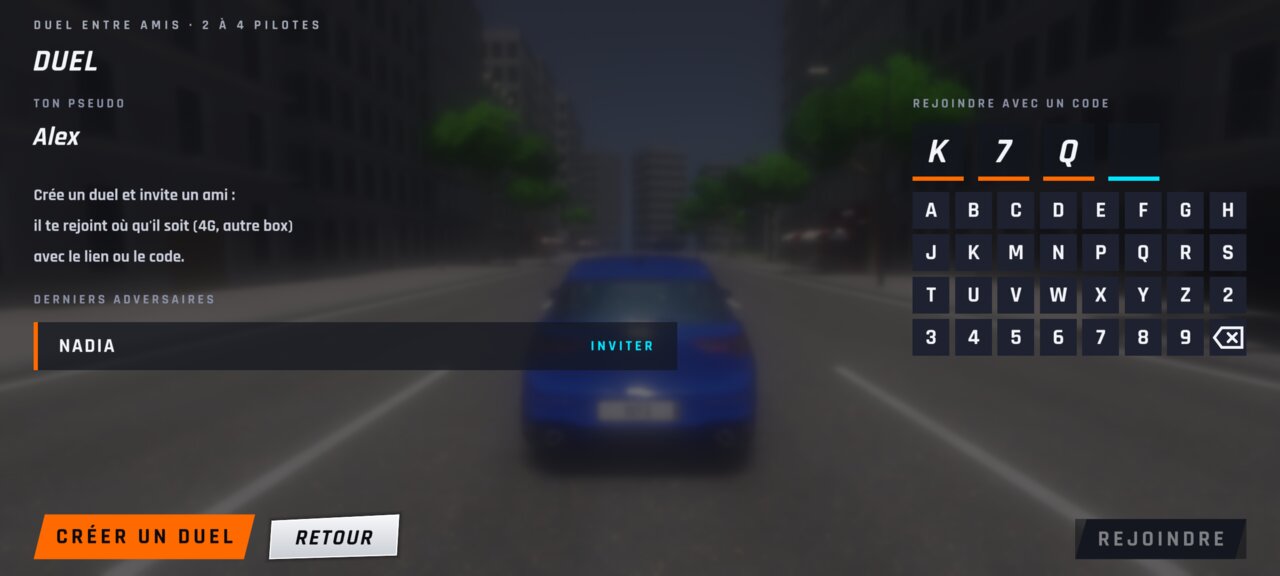 DUEL ENTRE AMIS · 2 À 4 PILOTES
DUEL
TON PSEUDO
Alex
Crée un duel et invite un ami :
il te rejoint où qu'il soit (4G, autre box)
avec le lien ou le code.
DERNIERS ADVERSAIRES
NADIA INVITER
CRÉER UN DUEL RETOUR
REJOINDRE AVEC UN CODE
K 7 Q
A B C D E F G H
J K M N P Q R S
T U V W X Y Z 2
3 4 5 6 7 8 9
REJOINDRE